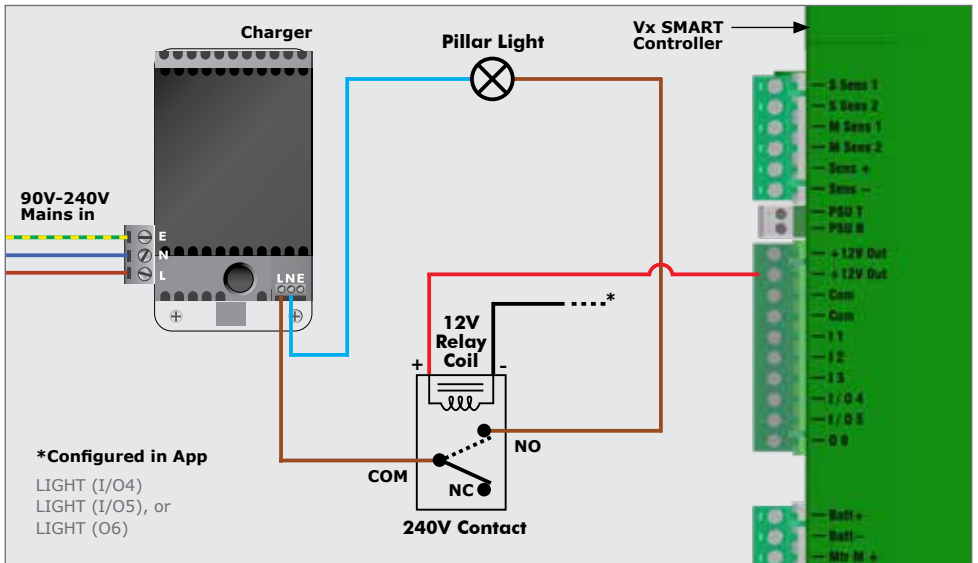 Charger
Pillar Light
Vx SMART
Controller
90V-240V
Mains in
E
N
L
L N E
S Sens 1
S Sens 2
M Sens 1
M Sens 2
Sens +
Sens –
PSU T
PSU R
+12V Out
+12V Out
Com
Com
I 1
I 2
I 3
I/O 4
I/O 5
O 6
12V
Relay
Coil
+
-
*
NO
COM
NC
240V Contact
*Configured in App
LIGHT (I/O4)
LIGHT (I/O5), or
LIGHT (O6)
Batt+
Batt–
Mtr M +